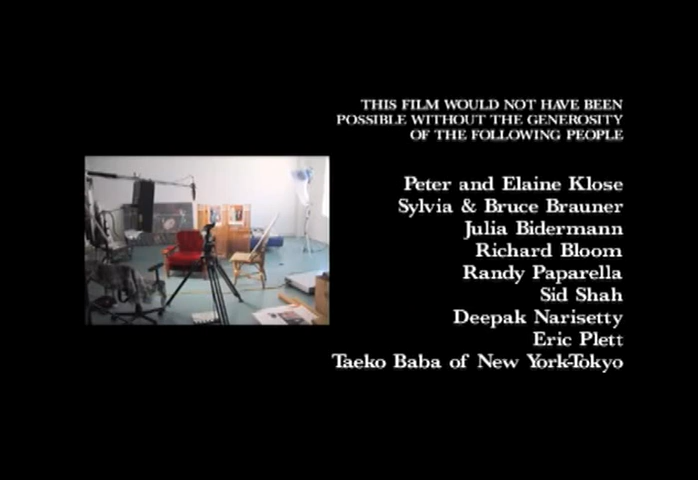 THIS FILM WOULD NOT HAVE BEEN
POSSIBLE WITHOUT THE GENEROSITY
OF THE FOLLOWING PEOPLE
Peter and Elaine Klose
Sylvia & Bruce Brauner
Julia Bidermann
Richard Bloom
Randy Paparella
Sid Shah
Deepak Narisetty
Eric Plett
Taeko Baba of New York-Tokyo